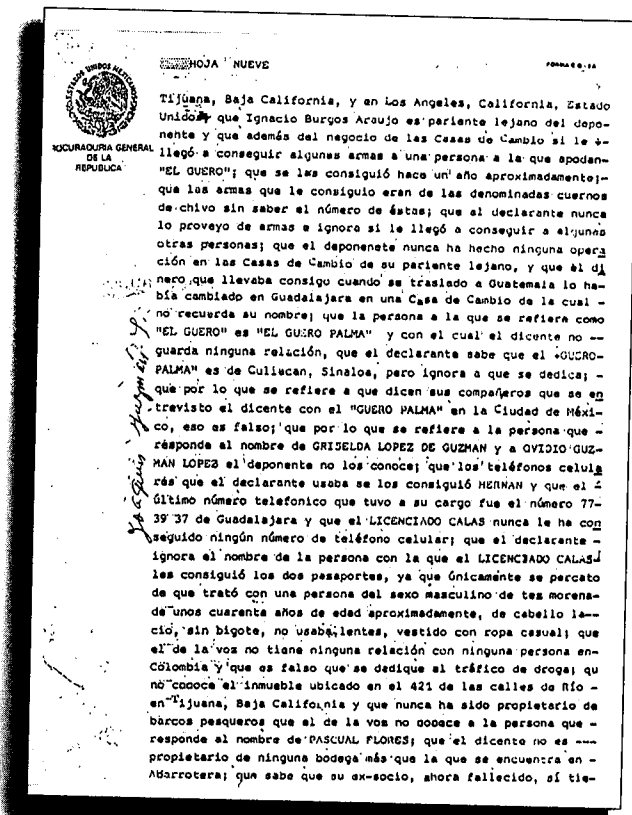 HOJA NUEVE
FORMA C G-1A
ESTADOS UNIDOS MEXICANOS
PROCURADURIA GENERAL
DE LA
REPUBLICA
Tijuana, Baja California, y en Los Angeles, California, Estado
Unidos, que Ignacio Burgos Araujo es pariente lejano del depo-
nente y que además del negocio de las Casas de Cambio si le
llegó a conseguir algunas armas a una persona a la que apodan-
"EL GUERO"; que se las consiguió hace un año aproximadamente;-
que las armas que le consiguio eran de las denominadas cuernos
de chivo sin saber el número de éstas; que al declarante nunca
lo proveyo de armas e ignora si le llegó a conseguir a algunas
otras personas; que el deponenete nunca ha hecho ninguna opera
ción en las Casas de Cambio de su pariente lejano, y que el di
nero que llevaba consigo cuando se traslado a Guatemala lo ha-
bía cambiado en Guadalajara en una Casa de Cambio de la cual -
no recuerda su nombre; que la persona a la que se refiere como
"EL GUERO" es "EL GUERO PALMA" y con el cual el dicente no --
guarda ninguna relación, que el declarante sabe que el GUERO-
PALMA" es de Culiacan, Sinaloa, pero ignora a que se dedica; -
que por lo que se refiere a que dicen sus compañeros que se en
trevisto el dicente con el "GUERO PALMA" en la Ciudad de Méxi-
co, eso es falso; que por lo que se refiere a la persona que -
responde al nombre de GRISELDA LOPEZ DE GUZMAN y a OVIDIO GUZ-
MAN LOPEZ el deponente no los conoce; que los teléfonos celula
rés que el declarante usaba se los consiguió HERNAN y que el -
último número telefonico que tuvo a su cargo fue el número 77-
39 37 de Guadalajara y que el LICENCIADO CALAS nunca le ha con
seguido ningún número de teléfono celular; que el declarante -
ignora el nombre de la persona con la que el LICENCIADO CALAS
les consiguió los dos pasaportes, ya que únicamente se percato
de que trató con una persona del sexo masculino de tez morena-
de unos cuarenta años de edad aproximadamente, de cabello la--
cio, sin bigote, no usaba lentes, vestido con ropa casual; que
el de la voz no tiene ninguna relación con ninguna persona en-
Colombia y que es falso que se dedique al tráfico de droga; qu
no conoce el inmueble ubicado en el 421 de las calles de Río -
en Tijuana, Baja California y que nunca ha sido propietario de
barcos pesqueros que el de la voz no conoce a la persona que -
responde al nombre de PASCUAL FLORES; que el dicente no es ---
propietario de ninguna bodega más que la que se encuentra en -
Abarrotera; que sabe que su ex-socio, ahora fallecido, sí tie-
Joaquin Guzmán L.